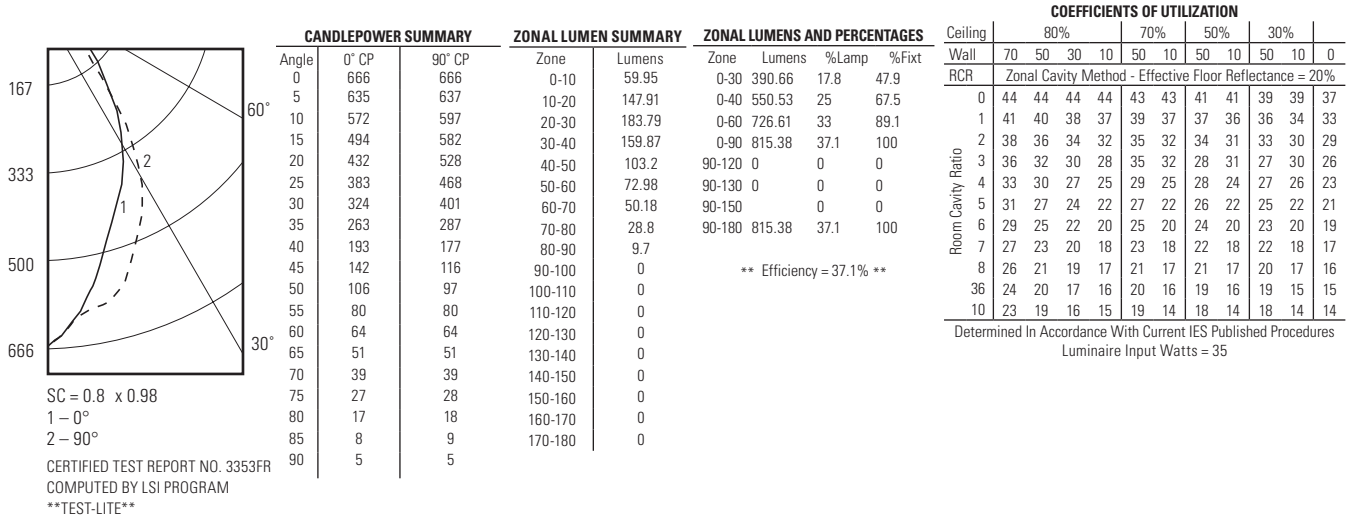 167
333
500
666
60°
30°
1
2
SC = 0.8 x 0.98
1 – 0°
2 – 90°
CERTIFIED TEST REPORT NO. 3353FR
COMPUTED BY LSI PROGRAM
**TEST-LITE**
CANDLEPOWER SUMMARY
Angle 0° CP 90° CP
0 666 666
5 635 637
10 572 597
15 494 582
20 432 528
25 383 468
30 324 401
35 263 287
40 193 177
45 142 116
50 106 97
55 80 80
60 64 64
65 51 51
70 39 39
75 27 28
80 17 18
85 8 9
90 5 5
ZONAL LUMEN SUMMARY
Zone Lumens
0-10 59.95
10-20 147.91
20-30 183.79
30-40 159.87
40-50 103.2
50-60 72.98
60-70 50.18
70-80 28.8
80-90 9.7
90-100 0
100-110 0
110-120 0
120-130 0
130-140 0
140-150 0
150-160 0
160-170 0
170-180 0
ZONAL LUMENS AND PERCENTAGES
Zone Lumens %Lamp %Fixt
0-30 390.66 17.8 47.9
0-40 550.53 25 67.5
0-60 726.61 33 89.1
0-90 815.38 37.1 100
90-120 0 0 0
90-130 0 0 0
90-150 0 0
90-180 815.38 37.1 100
** Efficiency = 37.1% **
COEFFICIENTS OF UTILIZATION
Ceiling 80% 70% 50% 30%
Wall 70 50 30 10 50 10 50 10 50 10 0
RCR Zonal Cavity Method - Effective Floor Reflectance = 20%
Room Cavity Ratio
0 44 44 44 44 43 43 41 41 39 39 37
1 41 40 38 37 39 37 37 36 36 34 33
2 38 36 34 32 35 32 34 31 33 30 29
3 36 32 30 28 35 32 28 31 27 30 26
4 33 30 27 25 29 25 28 24 27 26 23
5 31 27 24 22 27 22 26 22 25 22 21
6 29 25 22 20 25 20 24 20 23 20 19
7 27 23 20 18 23 18 22 18 22 18 17
8 26 21 19 17 21 17 21 17 20 17 16
36 24 20 17 16 20 16 19 16 19 15 15
10 23 19 16 15 19 14 18 14 18 14 14
Determined In Accordance With Current IES Published Procedures
Luminaire Input Watts = 35